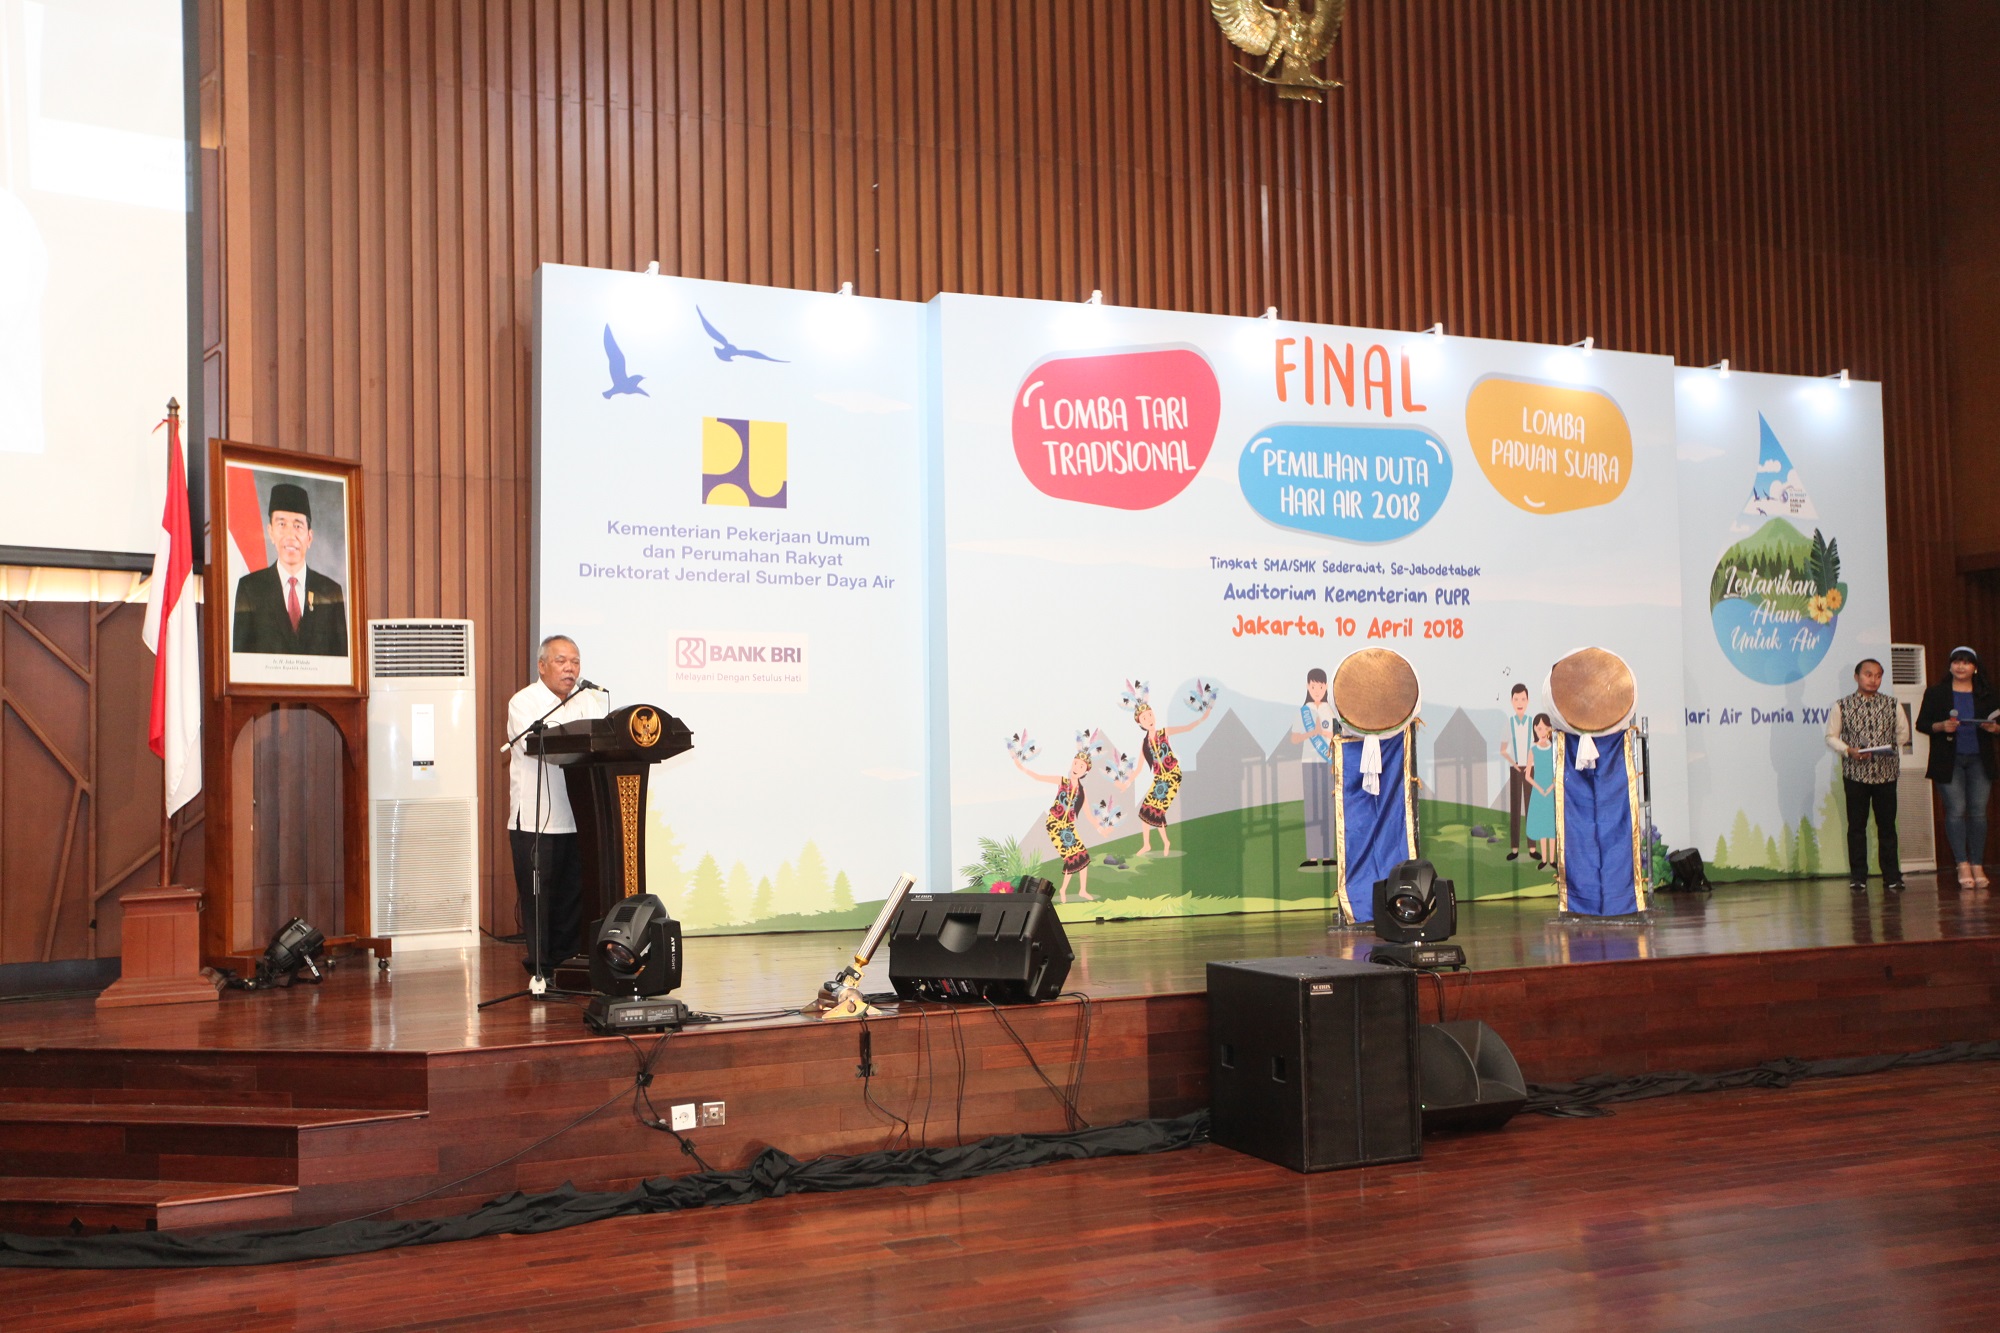 Kementerian Pekerjaan Umum
dan Perumahan Rakyat
Direktorat Jenderal Sumber Daya Air
BANK BRI
Melayani Dengan Setulus Hati
FINAL
LOMBA TARI
TRADISIONAL
PEMILIHAN DUTA
HARI AIR 2018
LOMBA
PADUAN SUARA
Tingkat SMA/SMK Sederajat, Se-Jabodetabek
Auditorium Kementerian PUPR
Jakarta, 10 April 2018
Lestarikan
Alam
Untuk Air
Hari Air Dunia